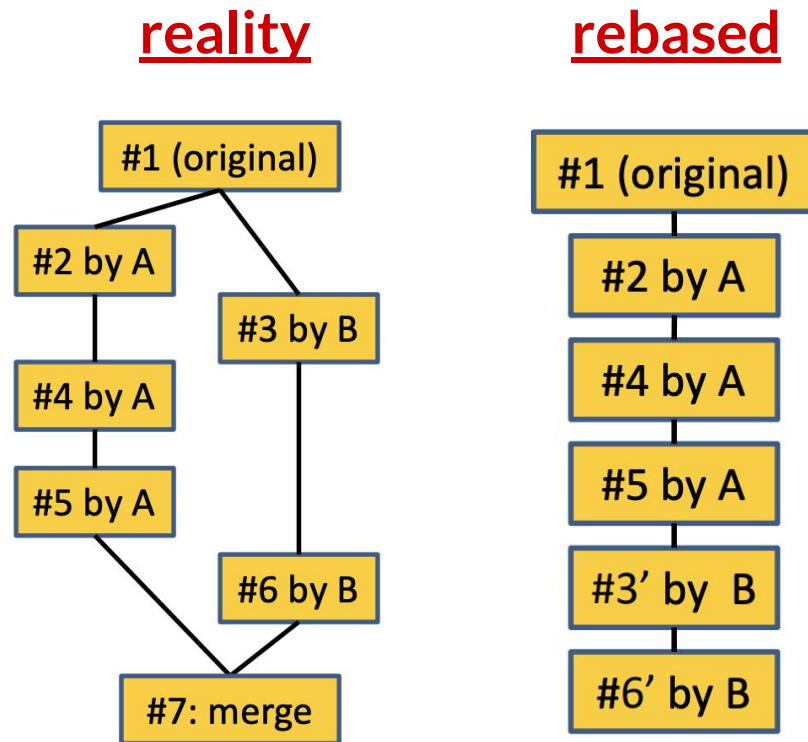 reality
#1 (original)
#2 by A
#3 by B
#4 by A
#5 by A
#6 by B
#7: merge
rebased
#1 (original)
#2 by A
#4 by A
#5 by A
#3’ by B
#6’ by B